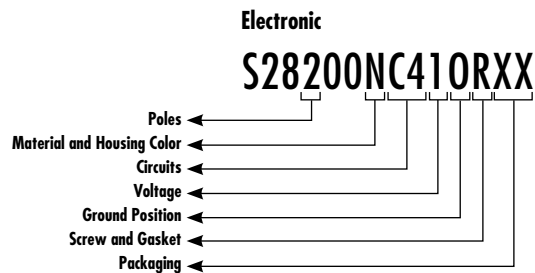 Electronic
S28200NC410RXX
Poles
Material and Housing Color
Circuits
Voltage
Ground Position
Screw and Gasket
Packaging